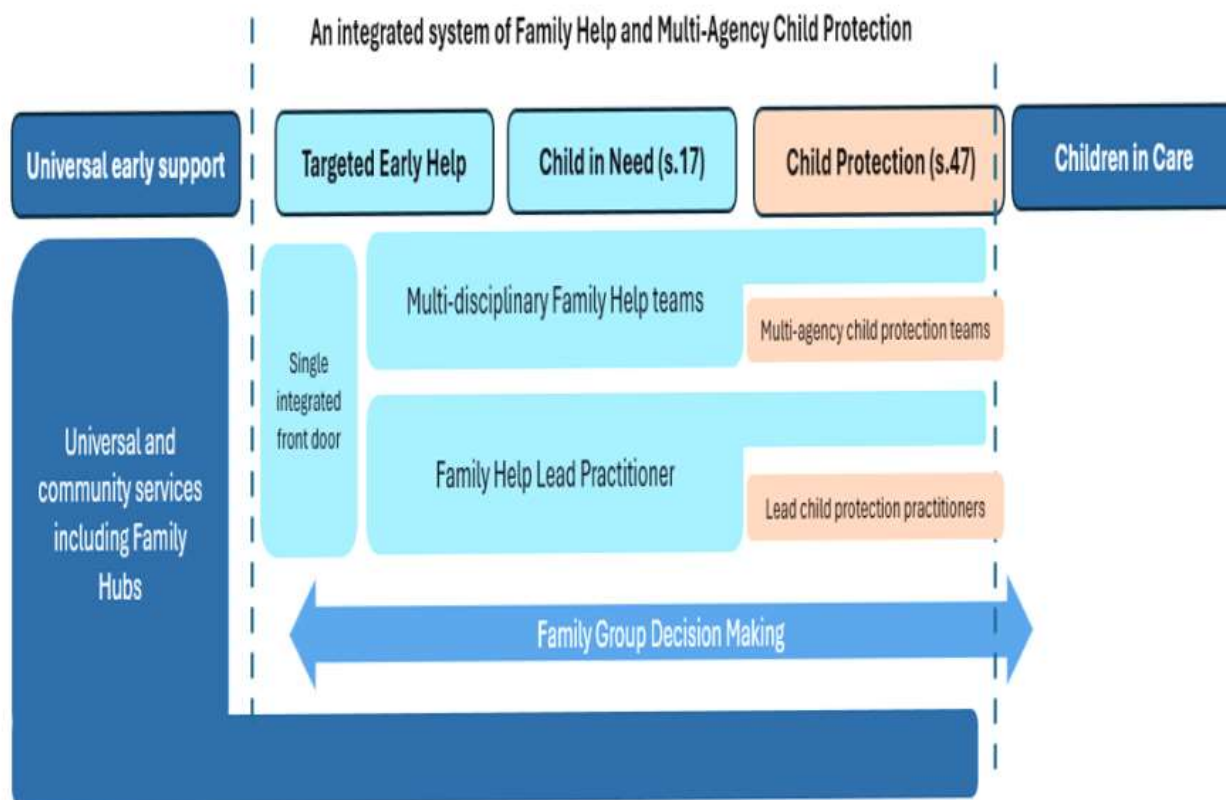 An integrated system of Family Help and Multi-Agency Child Protection
Universal early support
Targeted Early Help
Child in Need (s.17)
Child Protection (s.47)
Children in Care
Universal and
community services
including Family
Hubs
Single
integrated
front door
Multi-disciplinary Family Help teams
Multi-agency child protection teams
Family Help Lead Practitioner
Lead child protection practitioners
Family Group Decision Making